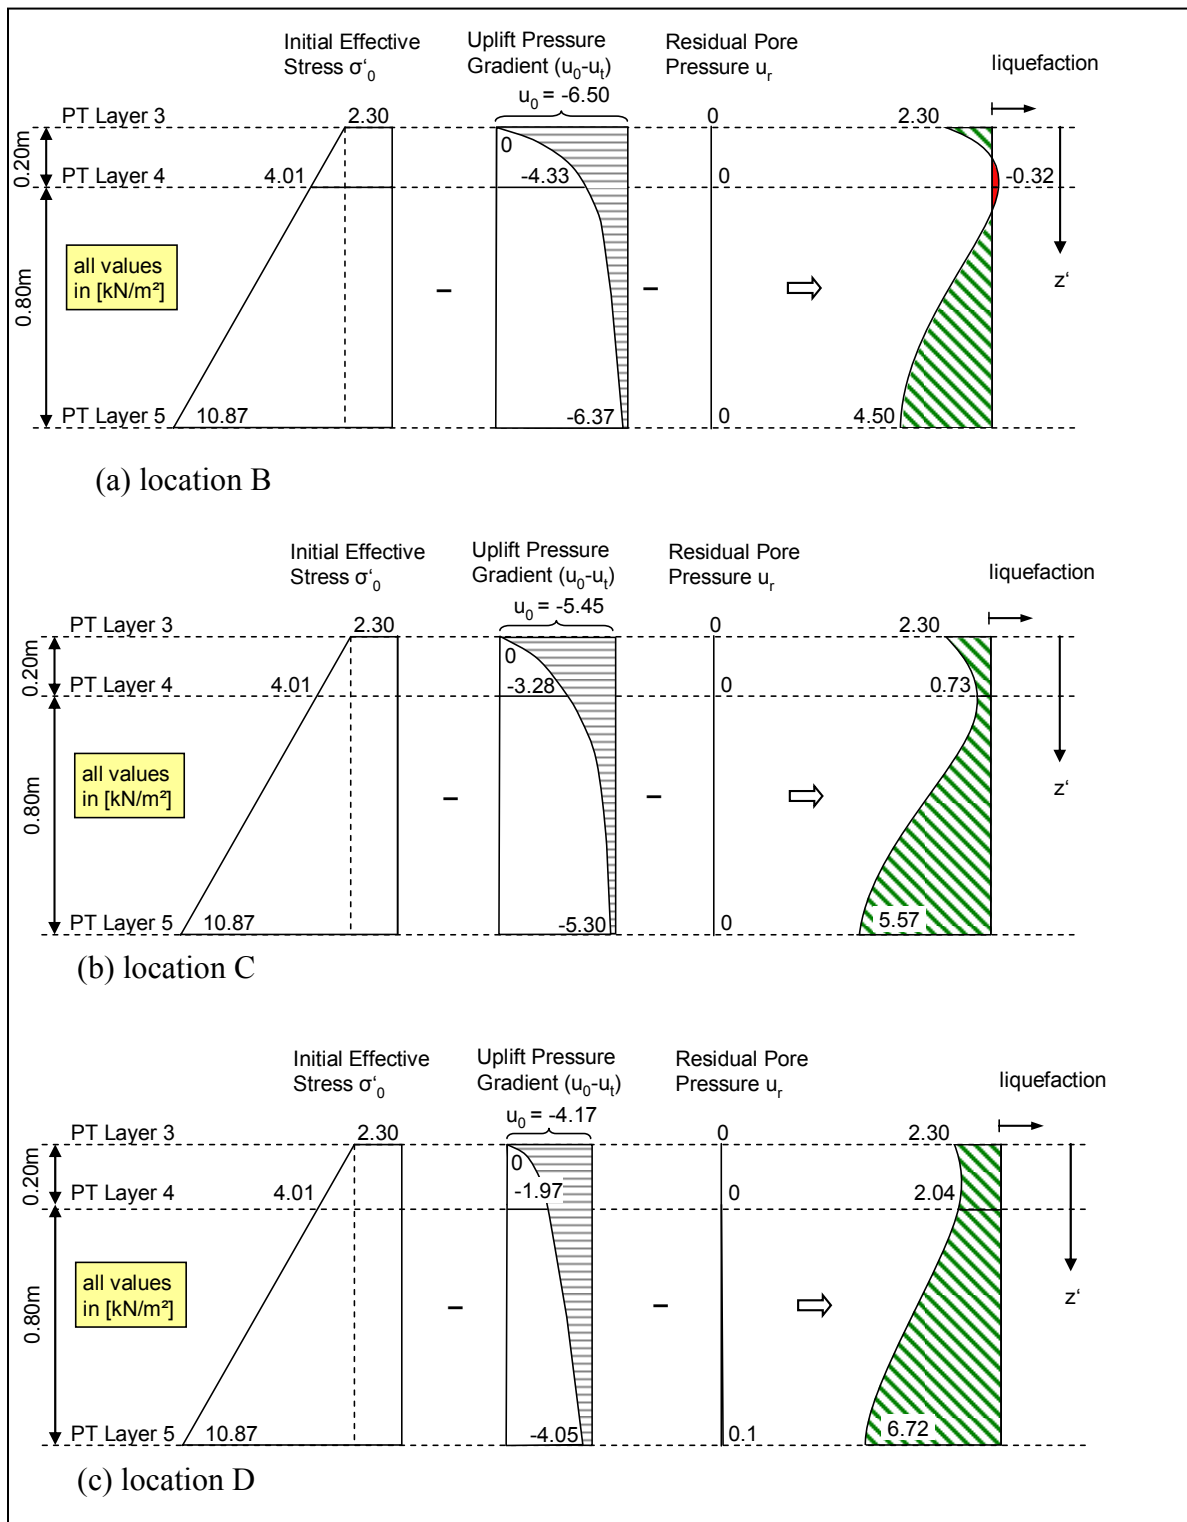 Initial Effective
Stress σ'₀
Uplift Pressure
Gradient (u₀-uₜ)
u₀ = -6.50
Residual Pore
Pressure uᵣ
liquefaction
PT Layer 3
2.30
0
0
2.30
0.20m
PT Layer 4
4.01
-4.33
0
-0.32
0.80m
all values
in [kN/m²]
–
–
z'
PT Layer 5
10.87
-6.37
0
4.50
(a) location B
Initial Effective
Stress σ'₀
Uplift Pressure
Gradient (u₀-uₜ)
u₀ = -5.45
Residual Pore
Pressure uᵣ
liquefaction
PT Layer 3
2.30
0
0
2.30
0.20m
PT Layer 4
4.01
-3.28
0
0.73
0.80m
all values
in [kN/m²]
–
–
z'
PT Layer 5
10.87
-5.30
0
5.57
(b) location C
Initial Effective
Stress σ'₀
Uplift Pressure
Gradient (u₀-uₜ)
u₀ = -4.17
Residual Pore
Pressure uᵣ
liquefaction
PT Layer 3
2.30
0
0
2.30
0.20m
PT Layer 4
4.01
-1.97
0
2.04
0.80m
all values
in [kN/m²]
–
–
z'
PT Layer 5
10.87
-4.05
0.1
6.72
(c) location D